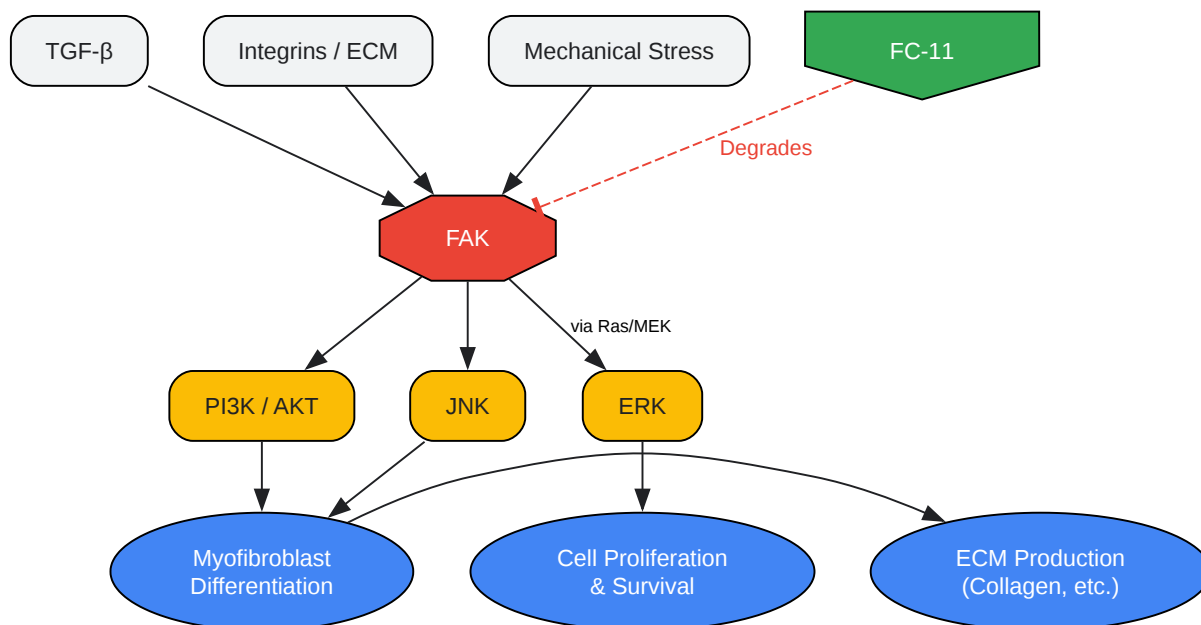 TGF-β
Integrins / ECM
Mechanical Stress
FC-11
Degrades
FAK
via Ras/MEK
PI3K / AKT
JNK
ERK
Myofibroblast
Differentiation
Cell Proliferation
& Survival
ECM Production
(Collagen, etc.)